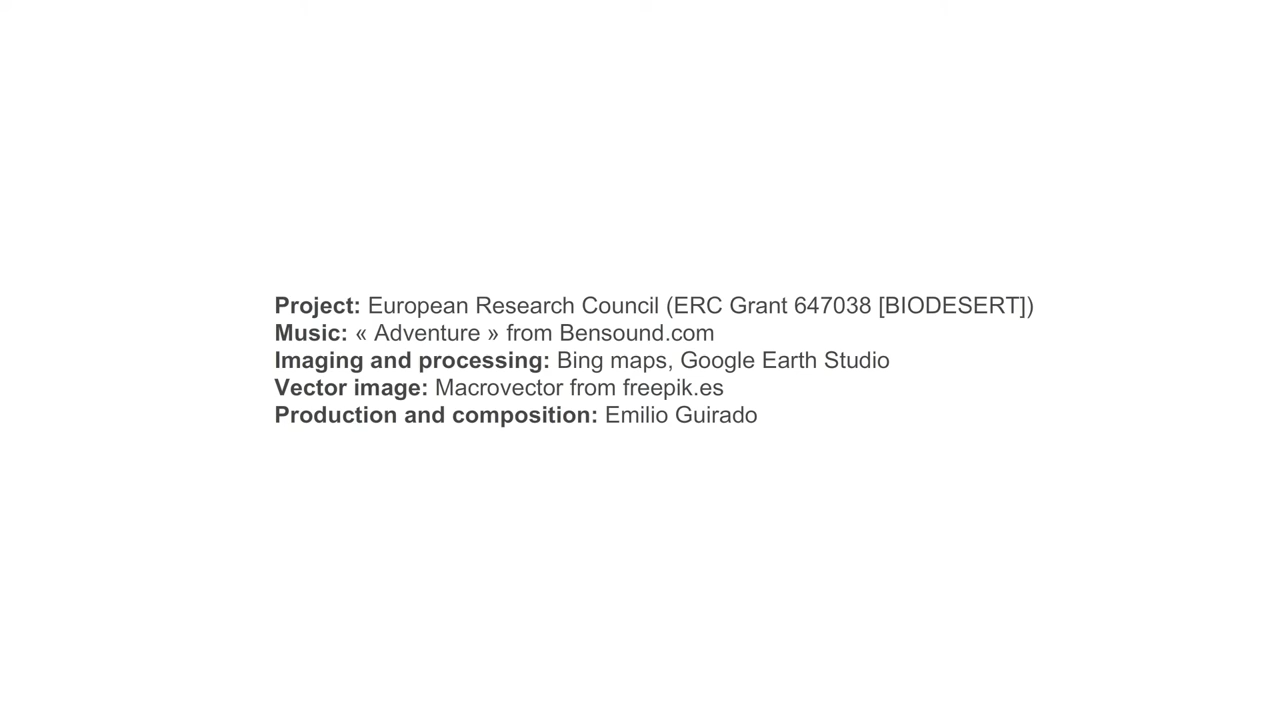 Project: European Research Council (ERC Grant 647038 [BIODESERT])
Music: « Adventure » from Bensound.com
Imaging and processing: Bing maps, Google Earth Studio
Vector image: Macrovector from freepik.es
Production and composition: Emilio Guirado